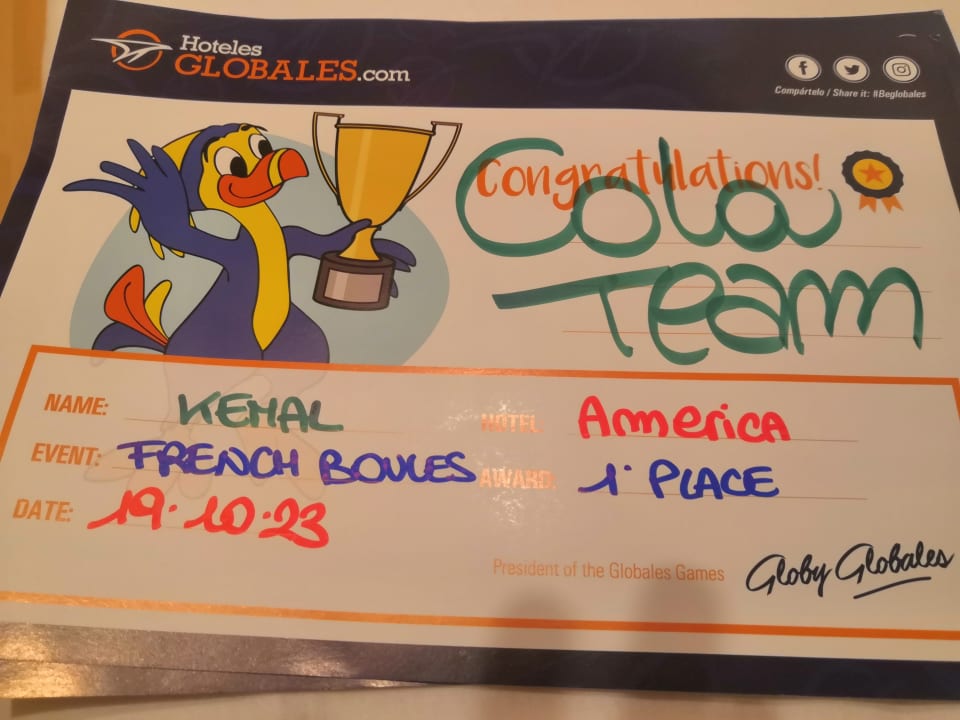 Hoteles
GLOBALES.com
Compártelo / Share it: #Beglobales
Congratulations!
Cola
Team
NAME: KEMAL
HOTEL: America
EVENT: FRENCH BOULES
AWARD: 1° PLACE
DATE: 19.10.23
President of the Globales Games
Globy Globales